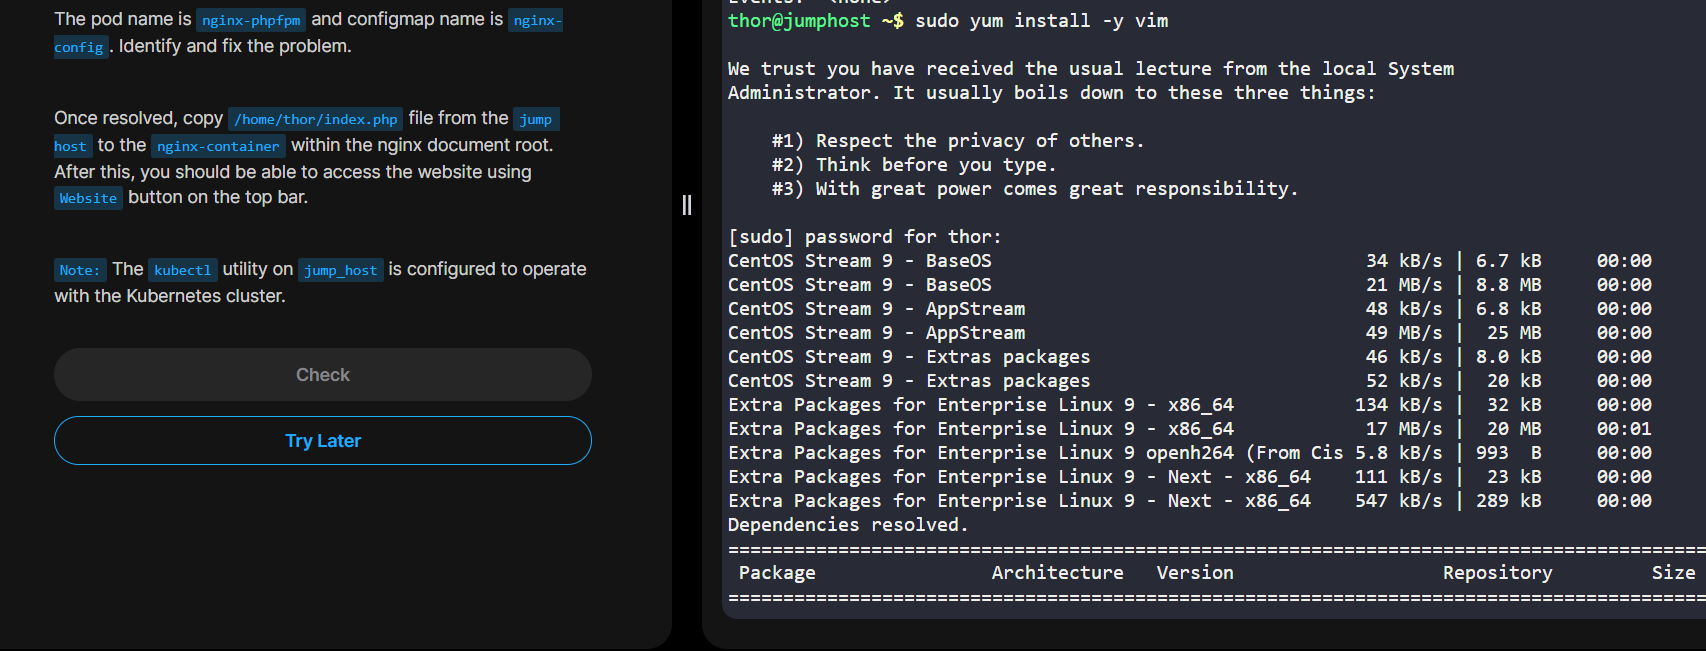 The pod name is nginx-phpfpm and configmap name is nginx-
config. Identify and fix the problem.
Once resolved, copy /home/thor/index.php file from the jump
host to the nginx-container within the nginx document root.
After this, you should be able to access the website using
Website button on the top bar.
Note: The kubectl utility on jump_host is configured to operate
with the Kubernetes cluster.
Check
Try Later
thor@jumphost ~$ sudo yum install -y vim
We trust you have received the usual lecture from the local System
Administrator. It usually boils down to these three things:
#1) Respect the privacy of others.
#2) Think before you type.
#3) With great power comes great responsibility.
[sudo] password for thor:
CentOS Stream 9 - BaseOS 34 kB/s | 6.7 kB 00:00
CentOS Stream 9 - BaseOS 21 MB/s | 8.8 MB 00:00
CentOS Stream 9 - AppStream 48 kB/s | 6.8 kB 00:00
CentOS Stream 9 - AppStream 49 MB/s | 25 MB 00:00
CentOS Stream 9 - Extras packages 46 kB/s | 8.0 kB 00:00
CentOS Stream 9 - Extras packages 52 kB/s | 20 kB 00:00
Extra Packages for Enterprise Linux 9 - x86_64 134 kB/s | 32 kB 00:00
Extra Packages for Enterprise Linux 9 - x86_64 17 MB/s | 20 MB 00:01
Extra Packages for Enterprise Linux 9 openh264 (From Cis 5.8 kB/s | 993 B 00:00
Extra Packages for Enterprise Linux 9 - Next - x86_64 111 kB/s | 23 kB 00:00
Extra Packages for Enterprise Linux 9 - Next - x86_64 547 kB/s | 289 kB 00:00
Dependencies resolved.
=========================================================================================
Package Architecture Version Repository Size
=========================================================================================